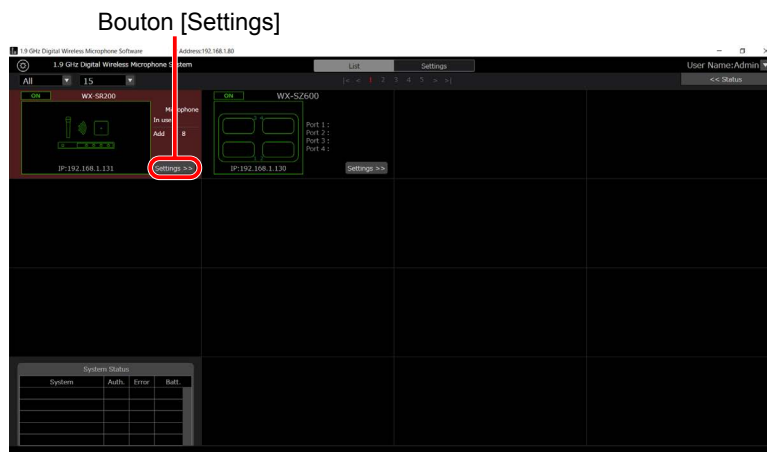 Bouton [Settings]
1.9 GHz Digital Wireless Microphone Software Address:192.168.1.80
1.9 GHz Digital Wireless Microphone System List Settings User Name:Admin
All 15 |< < 1 2 3 4 5 > >| << Status
ON WX-SR200
Microphone
In use
Add 8
IP:192.168.1.131 Settings >>
ON WX-SZ600
Port 1 :
Port 2 :
Port 3 :
Port 4 :
IP:192.168.1.130 Settings >>
System Status
System Auth. Error Batt.